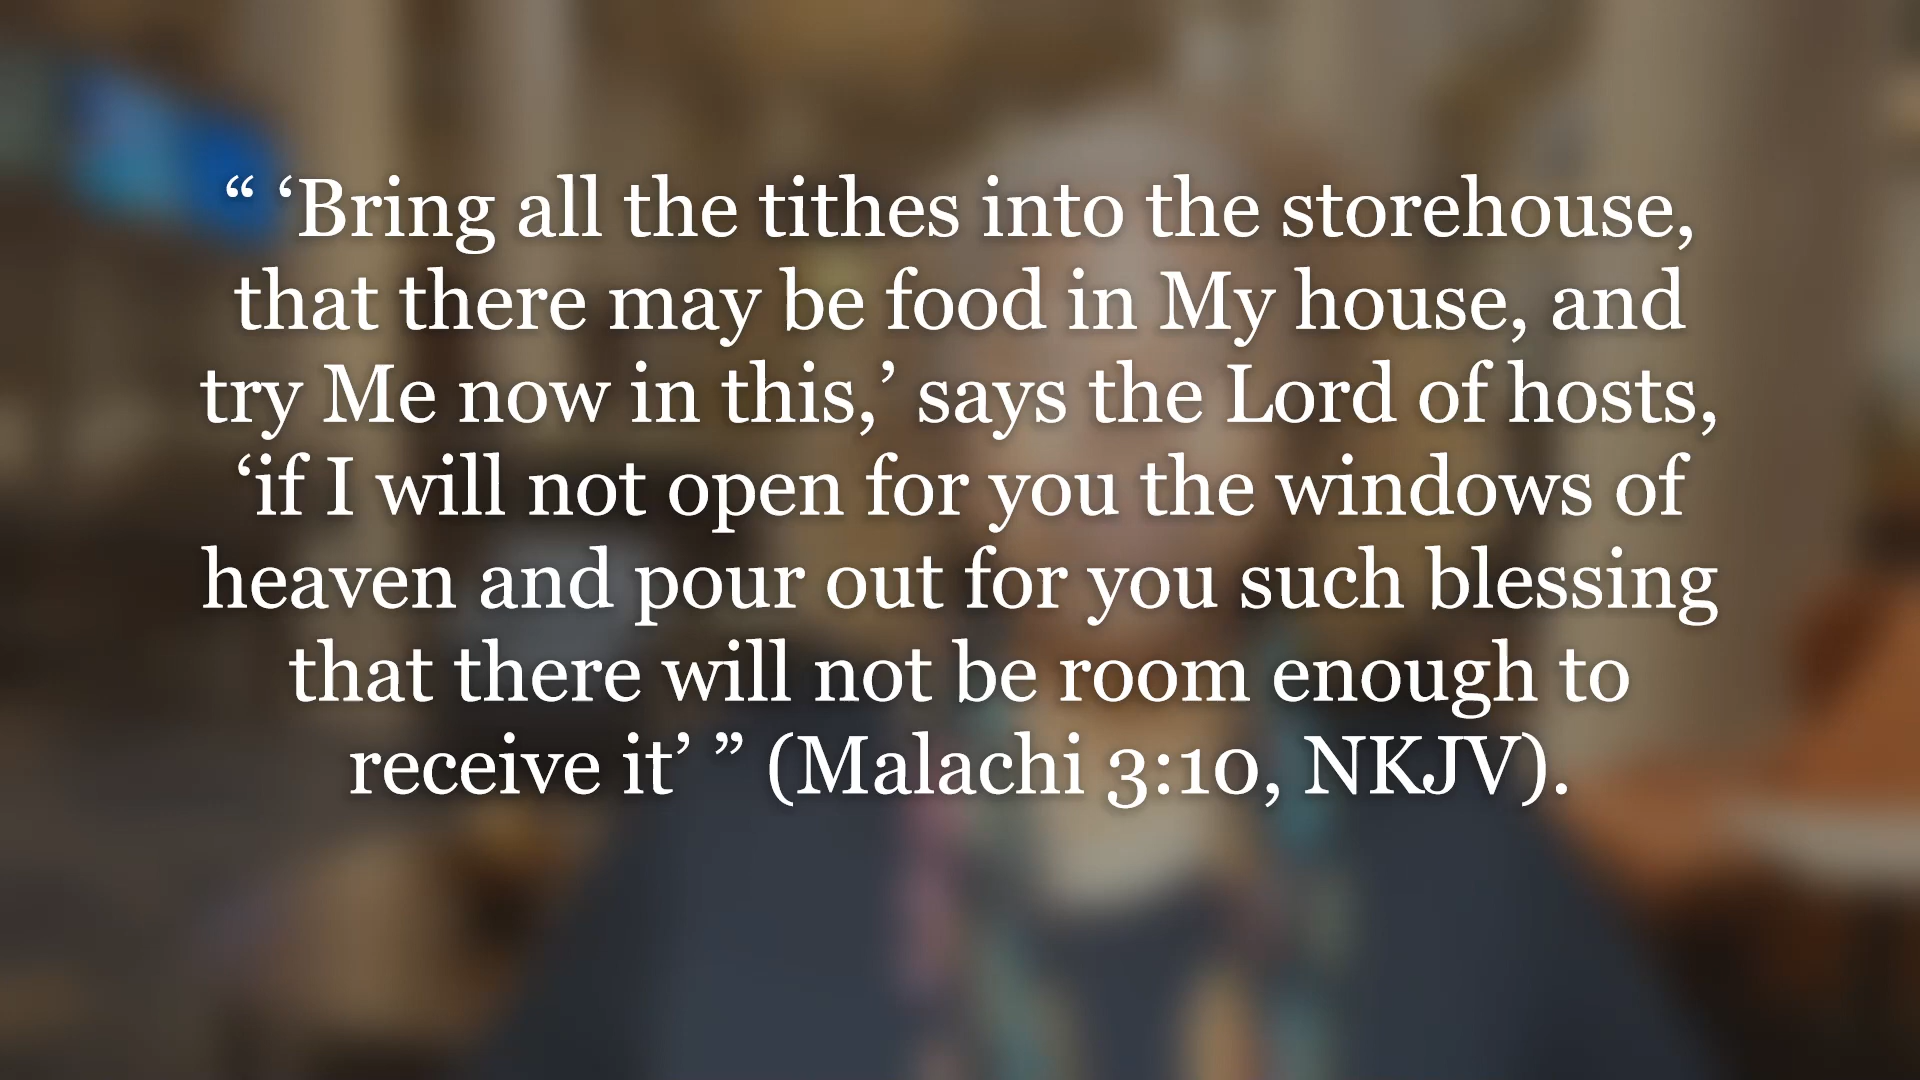 “ ‘Bring all the tithes into the storehouse,
that there may be food in My house, and
try Me now in this,’ says the Lord of hosts,
‘if I will not open for you the windows of
heaven and pour out for you such blessing
that there will not be room enough to
receive it’ ” (Malachi 3:10, NKJV).